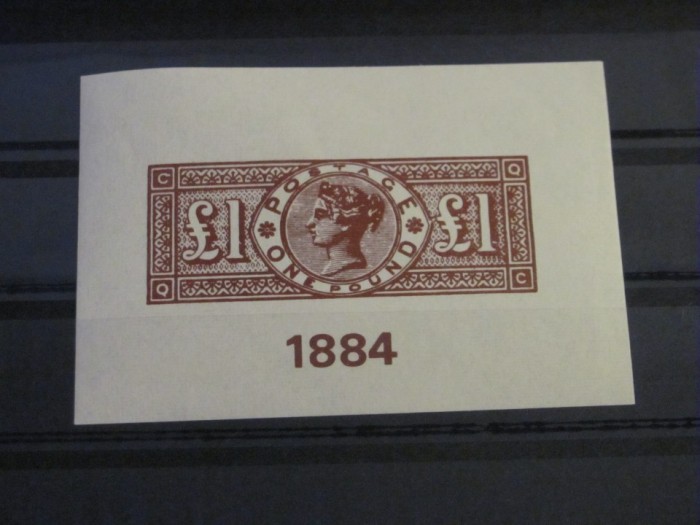 C Q
POSTAGE
£1 £1
ONE POUND
Q C
1884